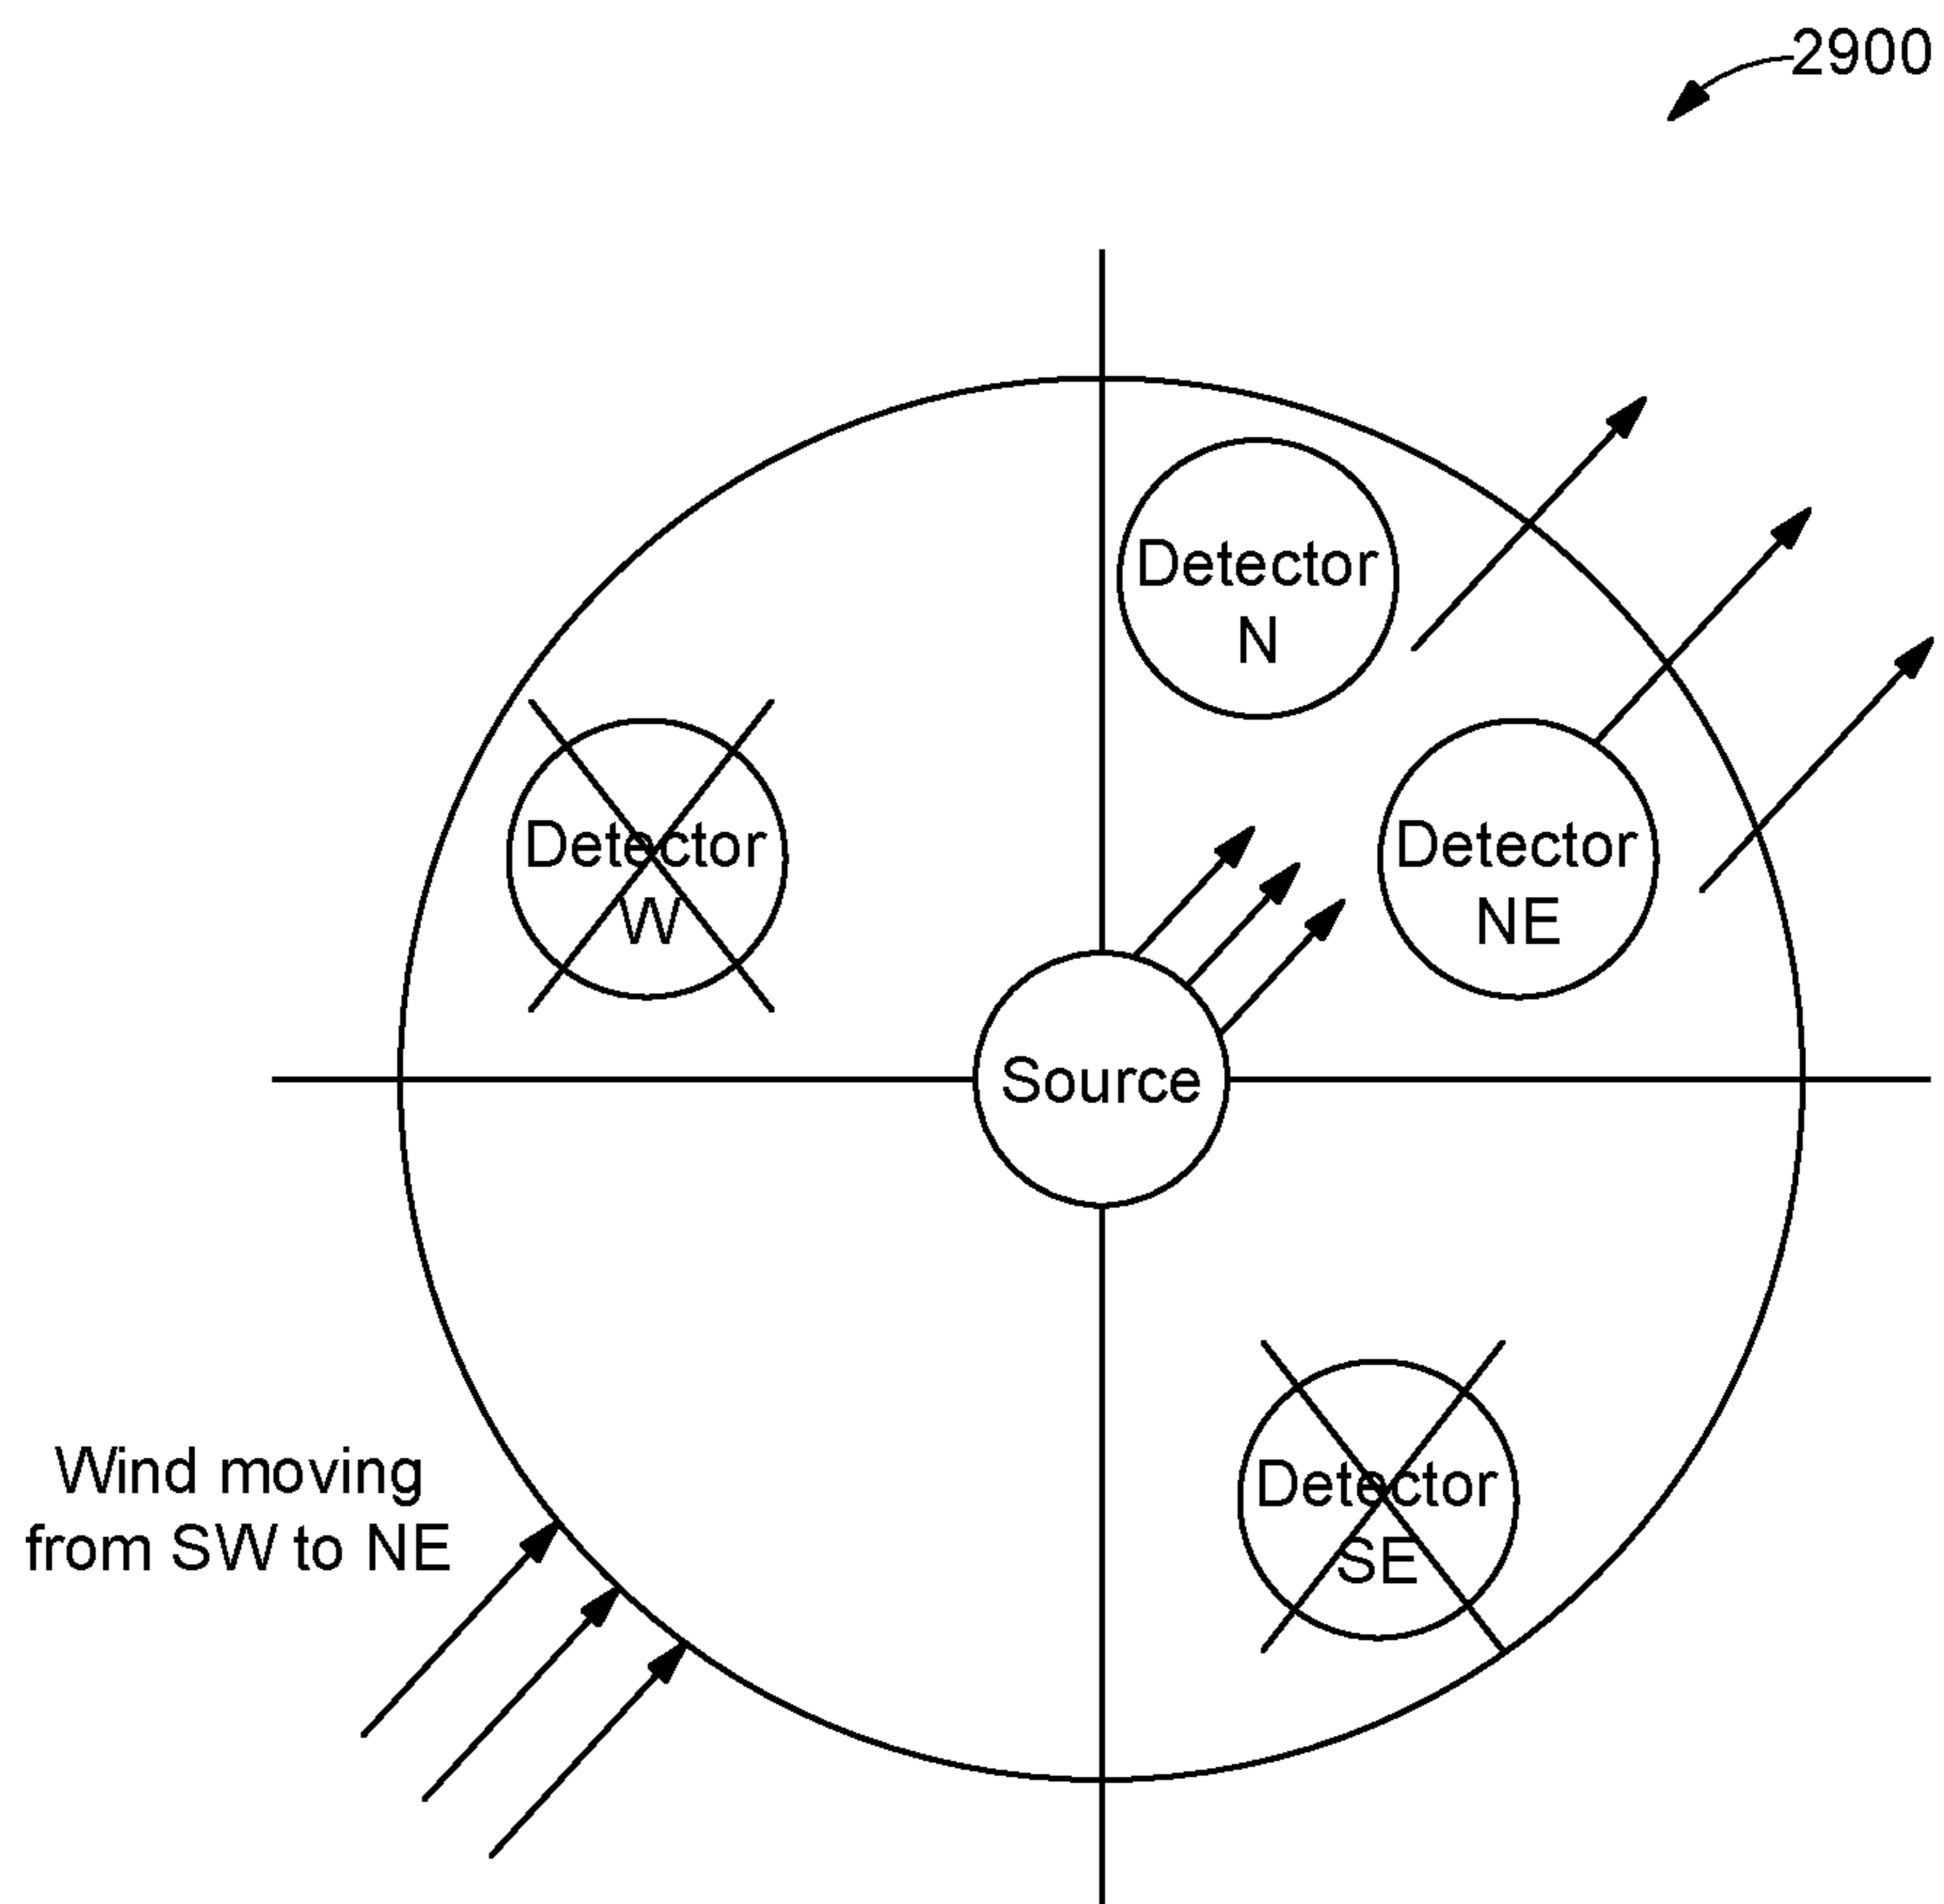 2900
Detector
N
Detector
W
Detector
NE
Source
Wind moving
from SW to NE
Detector
SE